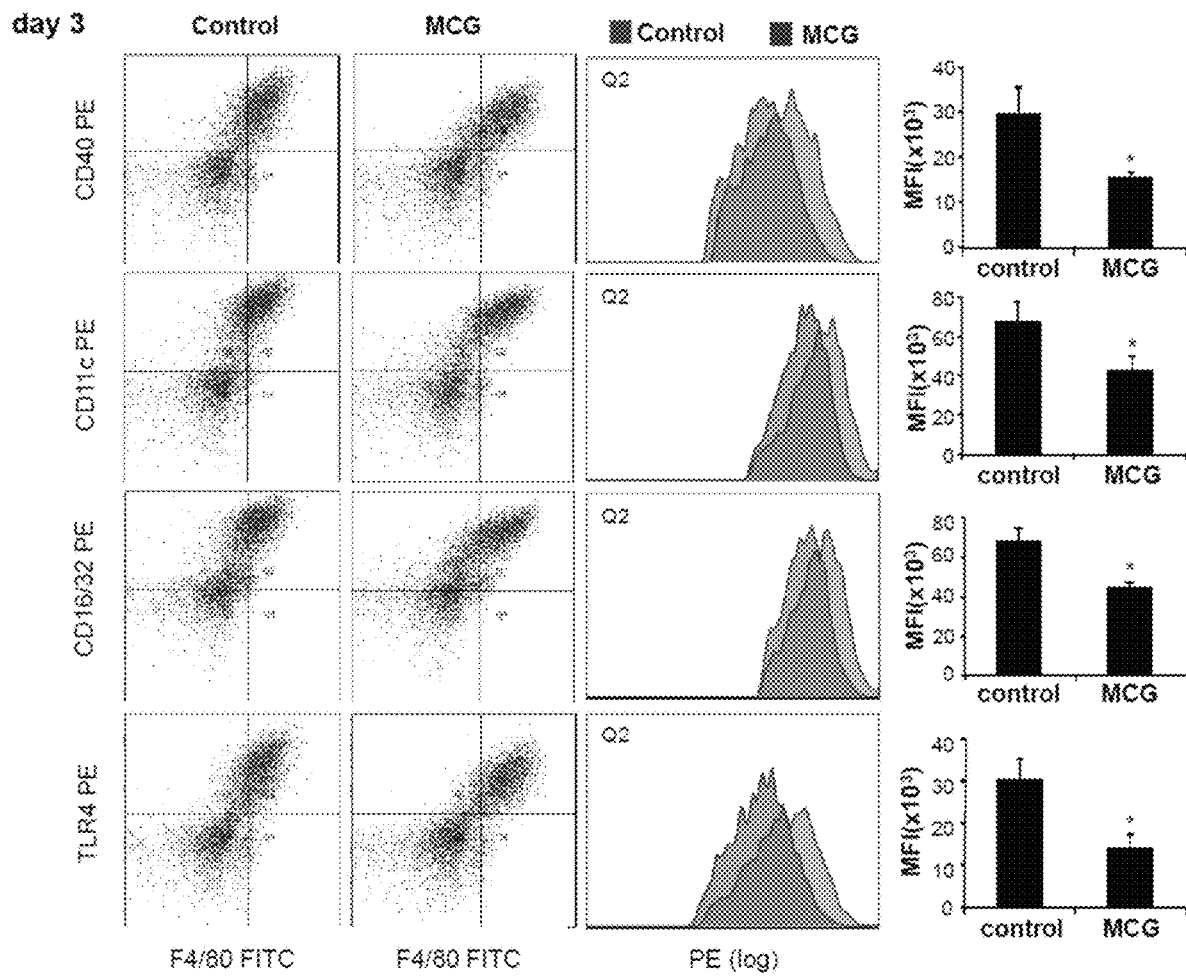 day 3
Control
MCG
Control MCG
CD40 PE
Q2
MFI(x10³)
40
30
20
10
0
*
control MCG
CD11c PE
Q2
MFI(x10³)
80
60
40
20
0
*
control MCG
CD16/32 PE
Q2
MFI(x10³)
80
60
40
20
0
*
control MCG
TLR4 PE
Q2
MFI(x10³)
40
30
20
10
0
*
control MCG
F4/80 FITC
F4/80 FITC
PE (log)